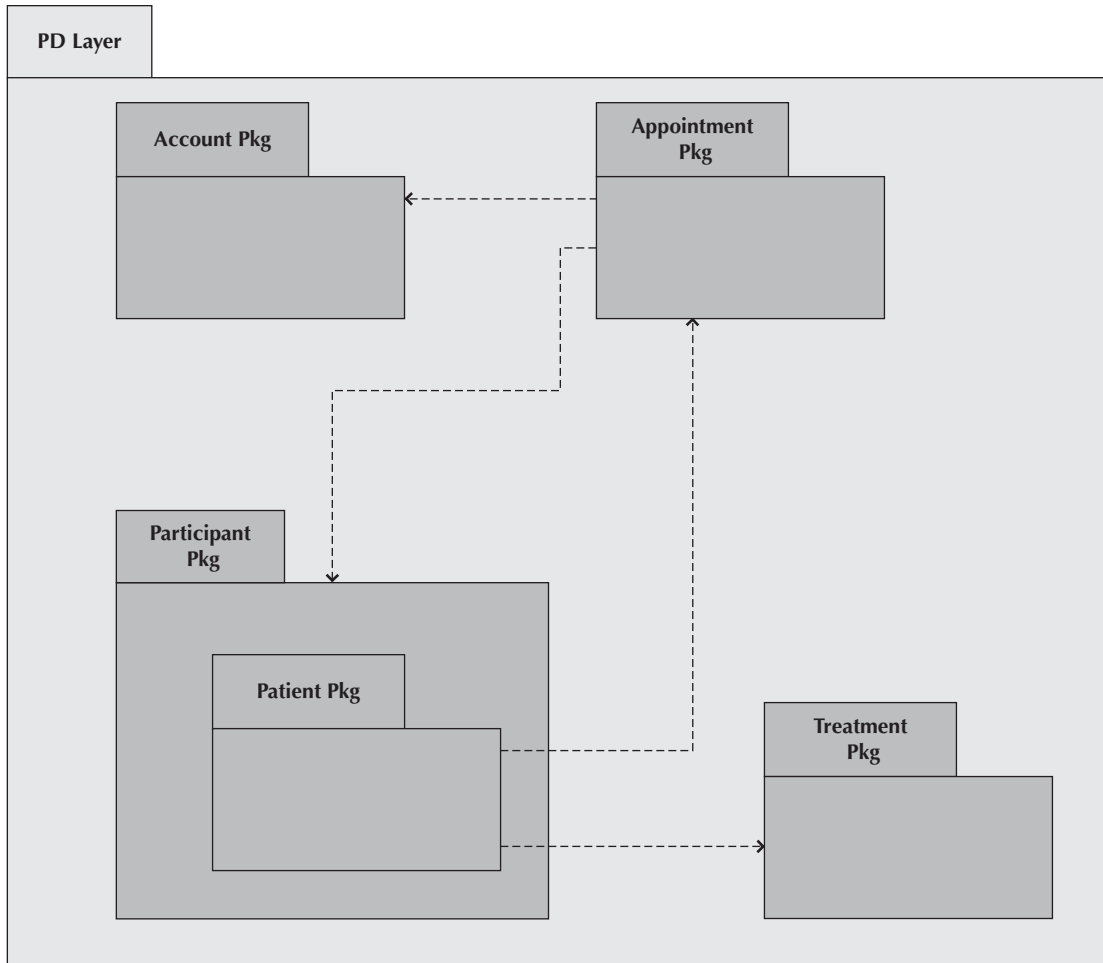 PD Layer
Account Pkg
Appointment
Pkg
Participant
Pkg
Patient Pkg
Treatment
Pkg